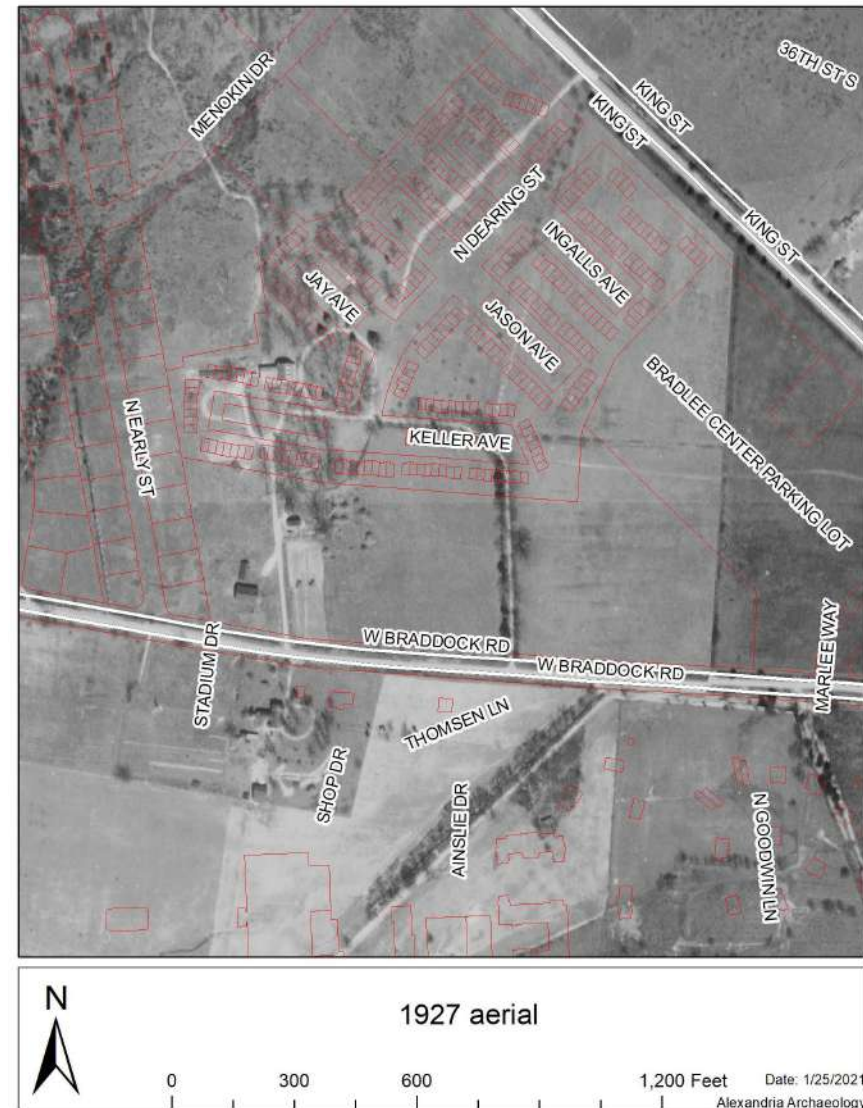 36TH ST S
MENOKIN DR
KING ST
KING ST
N DEARING ST
KING ST
INGALLS AVE
JAY AVE
JASON AVE
BRADLEE CENTER PARKING LOT
N EARLY ST
KELLER AVE
W BRADDOCK RD
W BRADDOCK RD
STADIUM DR
MARLEE WAY
THOMSEN LN
SHOP DR
AINSLIE DR
N GOODWIN LN
N
1927 aerial
0 300 600 1,200 Feet
Date: 1/25/2021
Alexandria Archaeology